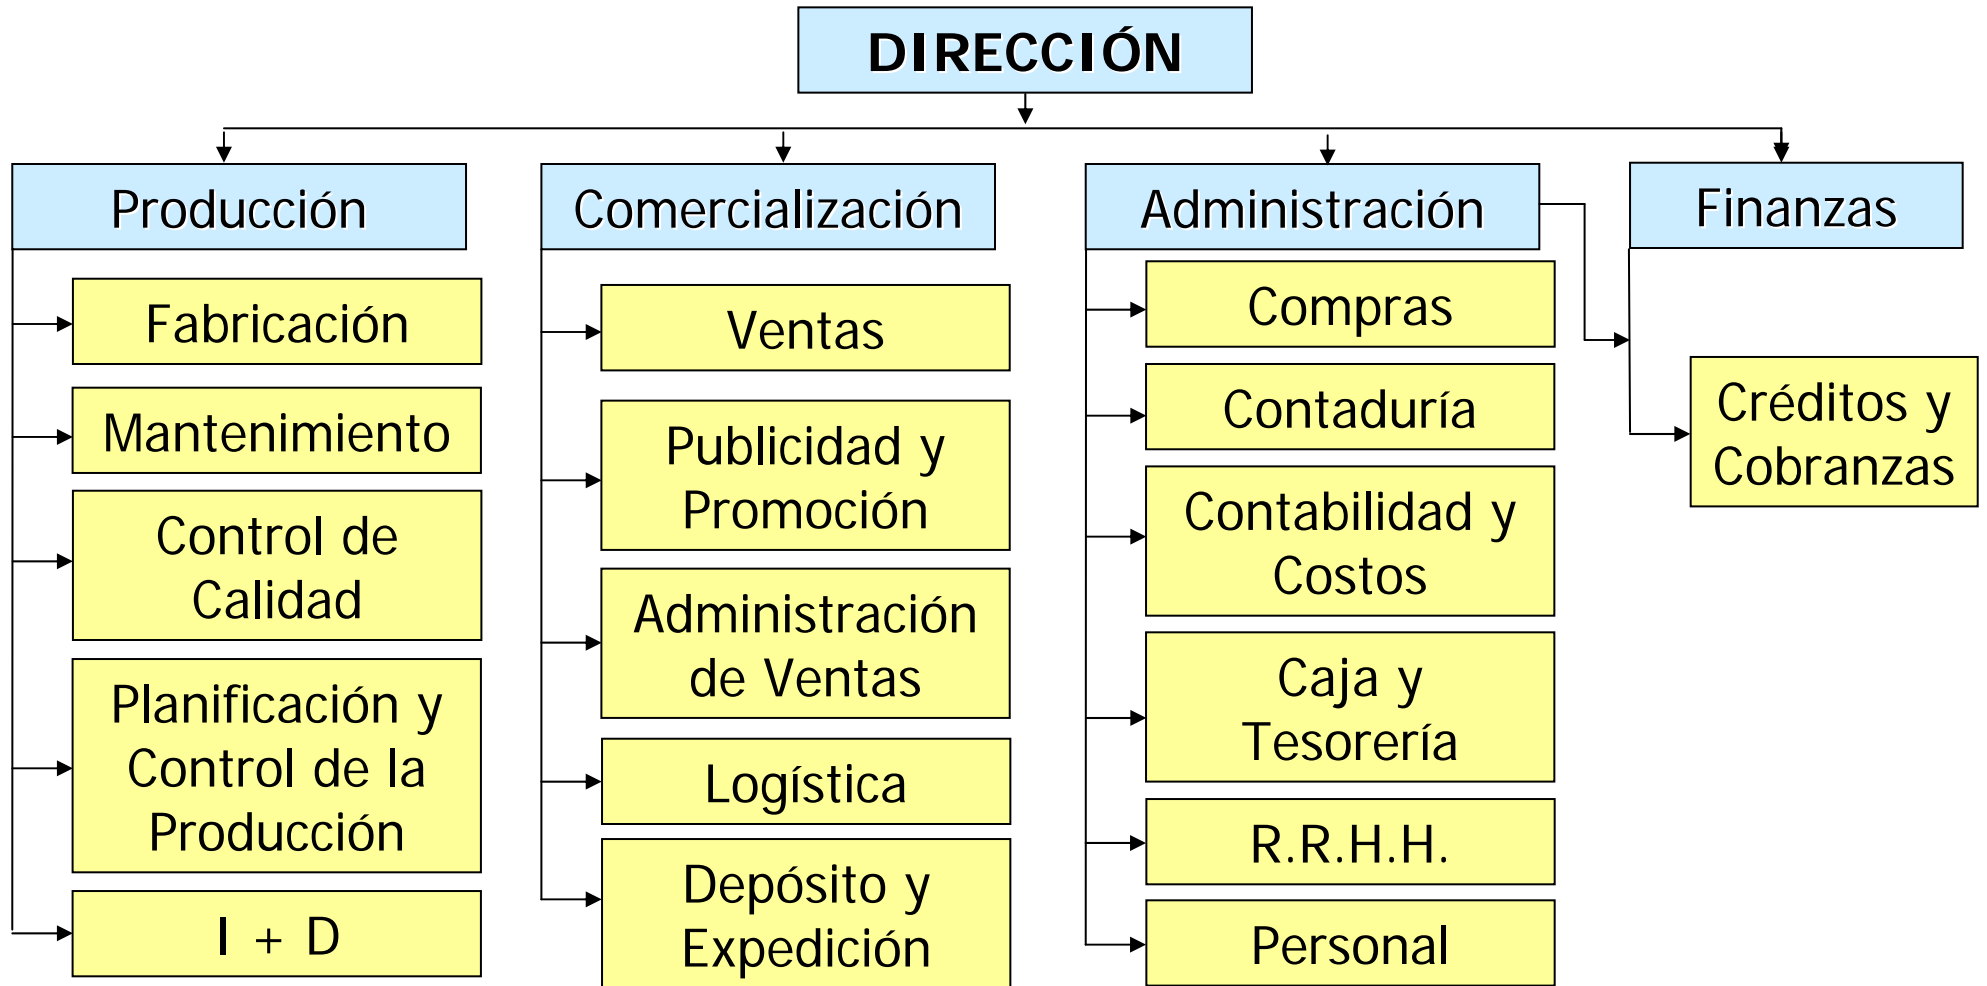 DIRECCIÓN
Producción
Comercialización
Administración
Finanzas
Fabricación
Mantenimiento
Control de
Calidad
Planificación y
Control de la
Producción
I + D
Ventas
Publicidad y
Promoción
Administración
de Ventas
Logística
Depósito y
Expedición
Compras
Contaduría
Contabilidad y
Costos
Caja y
Tesorería
R.R.H.H.
Personal
Créditos y
Cobranzas